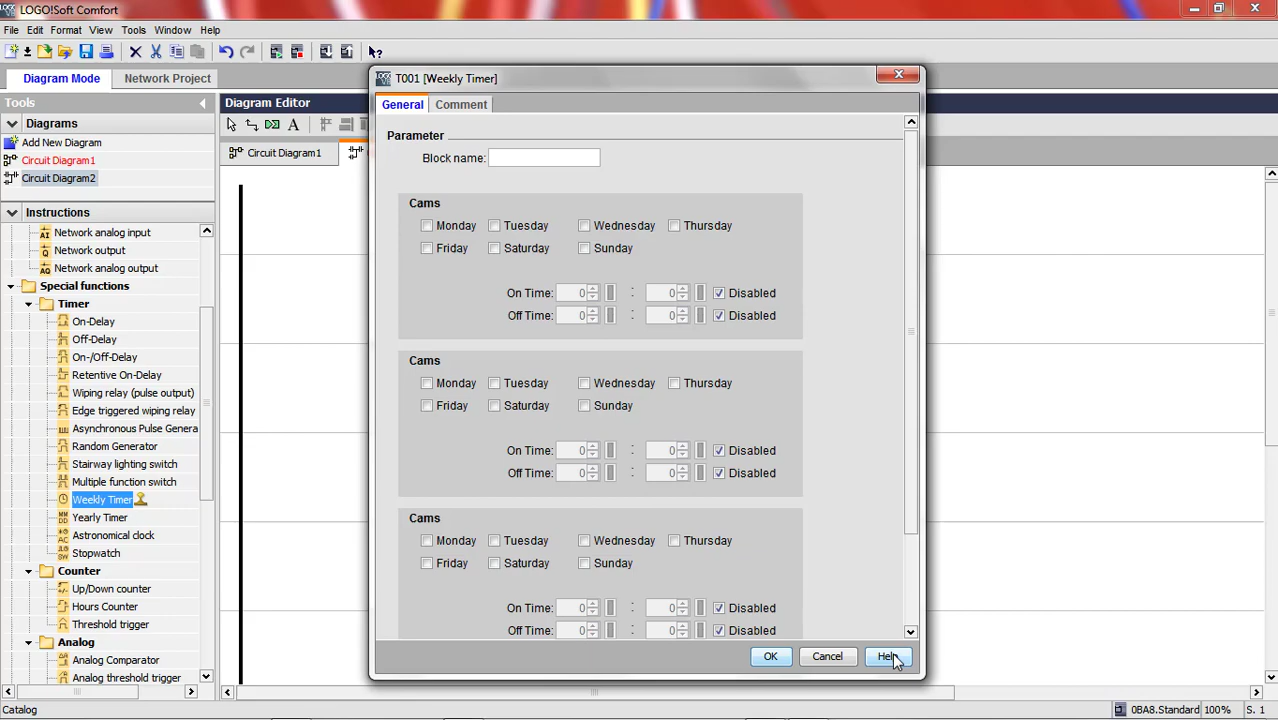 LOGO!Soft Comfort
File Edit Format View Tools Window Help
Diagram Mode Network Project
Tools
Diagrams
Add New Diagram
Circuit Diagram1
Circuit Diagram2
Instructions
Network analog input
Network output
Network analog output
Special functions
Timer
On-Delay
Off-Delay
On-/Off-Delay
Retentive On-Delay
Wiping relay (pulse output)
Edge triggered wiping relay
Asynchronous Pulse Genera
Random Generator
Stairway lighting switch
Multiple function switch
Weekly Timer
Yearly Timer
Astronomical clock
Stopwatch
Counter
Up/Down counter
Hours Counter
Threshold trigger
Analog
Analog Comparator
Analog threshold trigger
Catalog
Diagram Editor
Circuit Diagram1
T001 [Weekly Timer]
General Comment
Parameter
Block name:
Cams
Monday Tuesday Wednesday Thursday
Friday Saturday Sunday
On Time: 0 : 0 Disabled
Off Time: 0 : 0 Disabled
Cams
Monday Tuesday Wednesday Thursday
Friday Saturday Sunday
On Time: 0 : 0 Disabled
Off Time: 0 : 0 Disabled
Cams
Monday Tuesday Wednesday Thursday
Friday Saturday Sunday
On Time: 0 : 0 Disabled
Off Time: 0 : 0 Disabled
OK Cancel Help
0BA8.Standard 100% S. 1